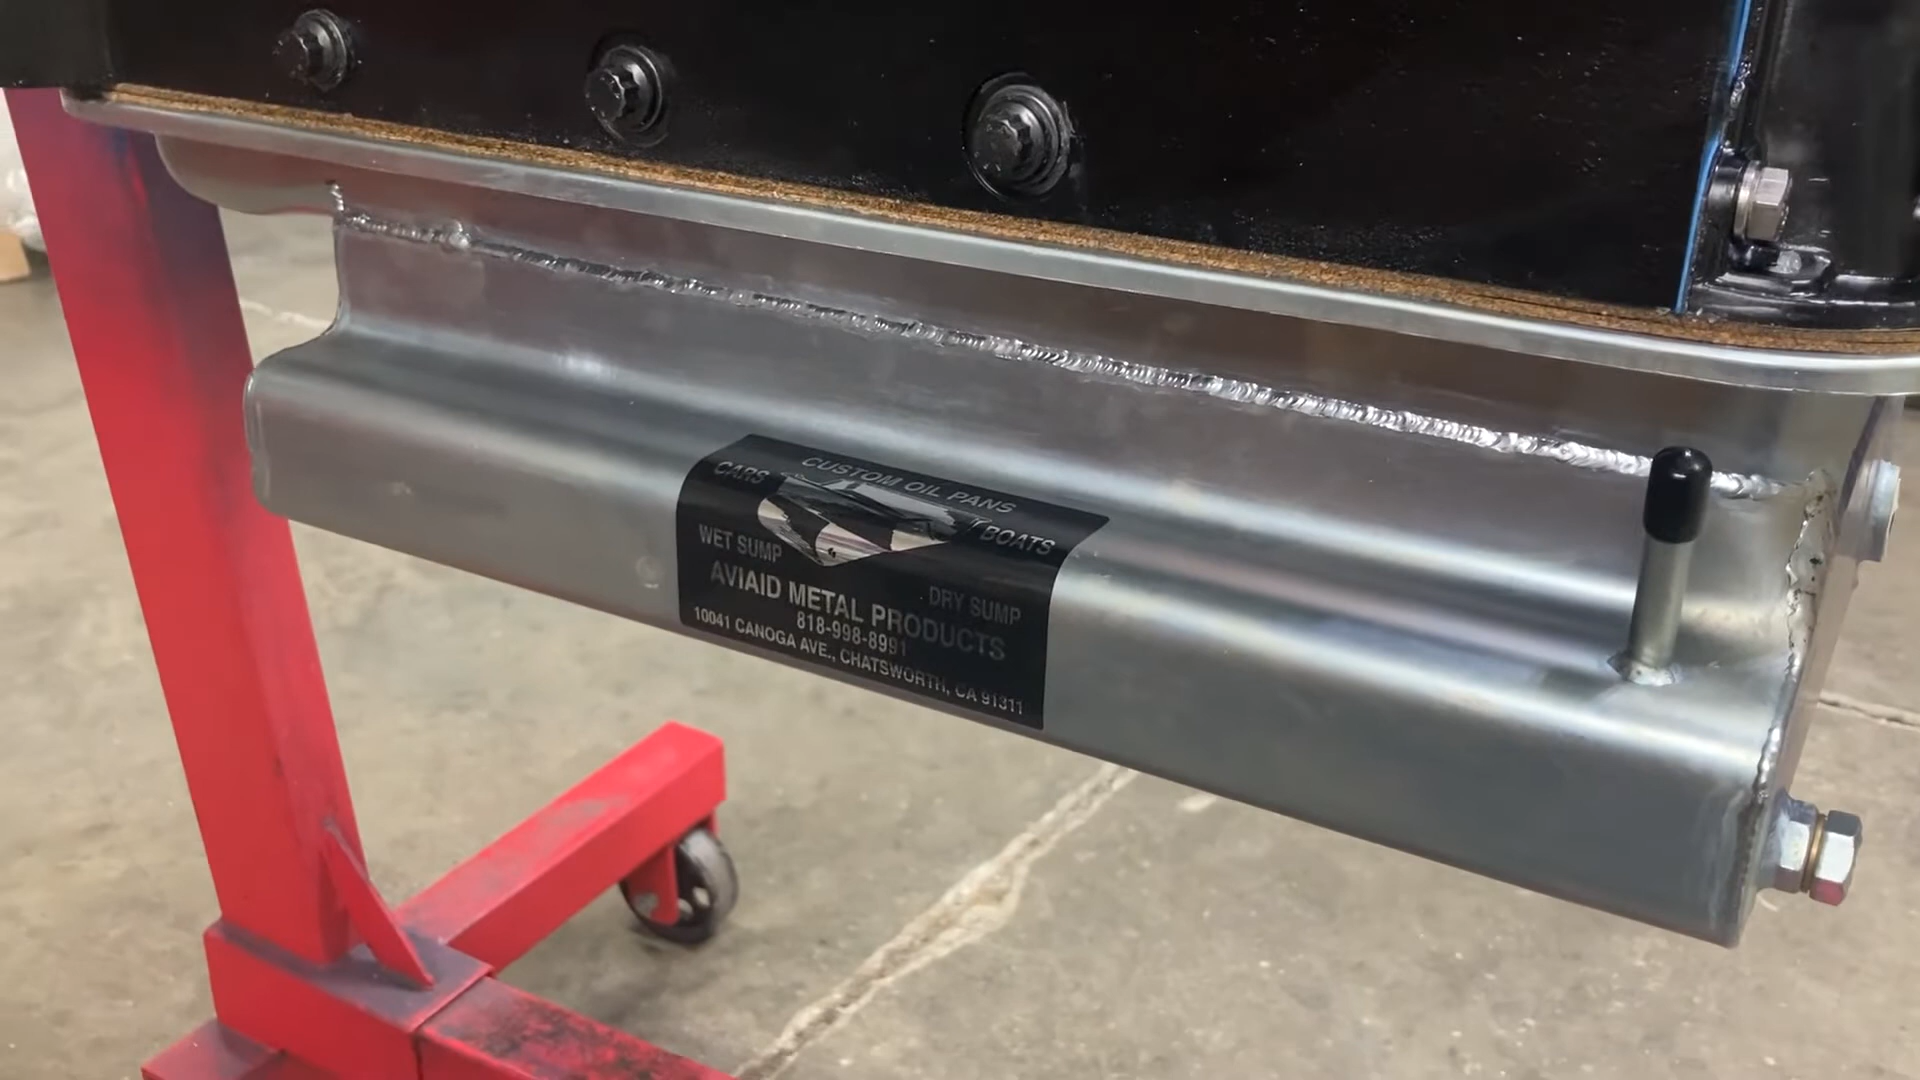 CUSTOM OIL PANS
CARS
BOATS
WET SUMP
DRY SUMP
AVIAID METAL PRODUCTS
818-998-8991
10041 CANOGA AVE., CHATSWORTH, CA 91311